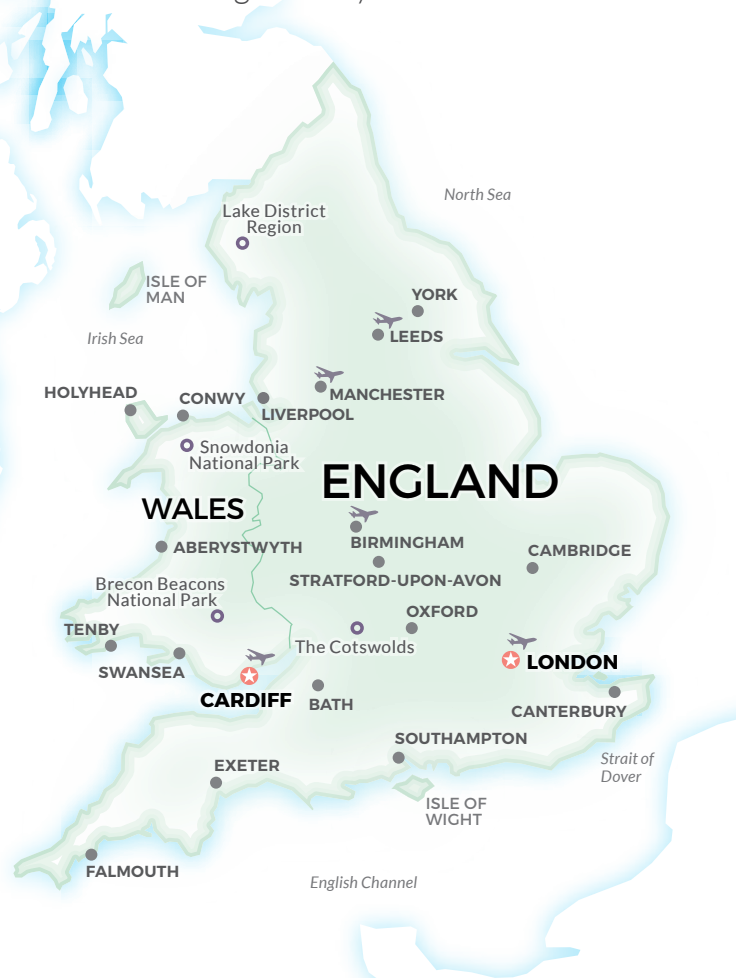 North Sea
Lake District
Region
ISLE OF
MAN
YORK
Irish Sea
LEEDS
MANCHESTER
HOLYHEAD
CONWY
LIVERPOOL
Snowdonia
National Park
ENGLAND
WALES
BIRMINGHAM
ABERYSTWYTH
CAMBRIDGE
STRATFORD-UPON-AVON
Brecon Beacons
National Park
OXFORD
TENBY
The Cotswolds
LONDON
SWANSEA
CARDIFF
BATH
CANTERBURY
SOUTHAMPTON
Strait of
Dover
EXETER
ISLE OF
WIGHT
FALMOUTH
English Channel